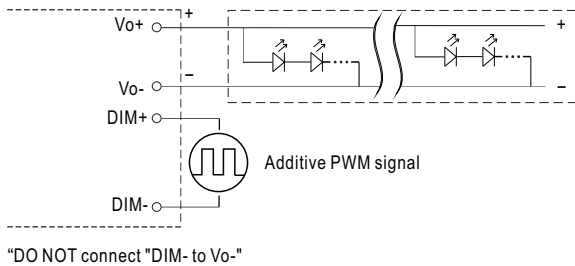 Vo+ + +
Vo- – –
DIM+
Additive PWM signal
DIM-
“DO NOT connect "DIM- to Vo-"